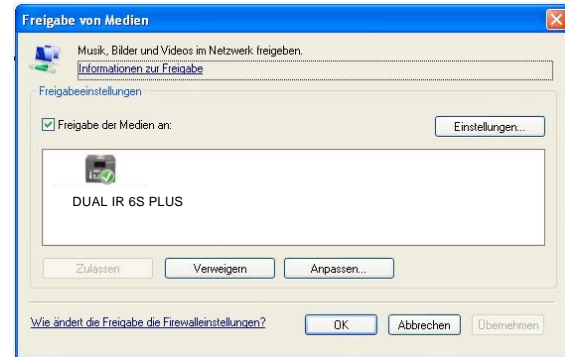 Freigabe von Medien
Musik, Bilder und Videos im Netzwerk freigeben.
Informationen zur Freigabe
Freigabeeinstellungen
Freigabe der Medien an:
Einstellungen...
DUAL IR 6S PLUS
Zulassen
Verweigern
Anpassen...
Wie ändert die Freigabe die Firewalleinstellungen?
OK
Abbrechen
Übernehmen